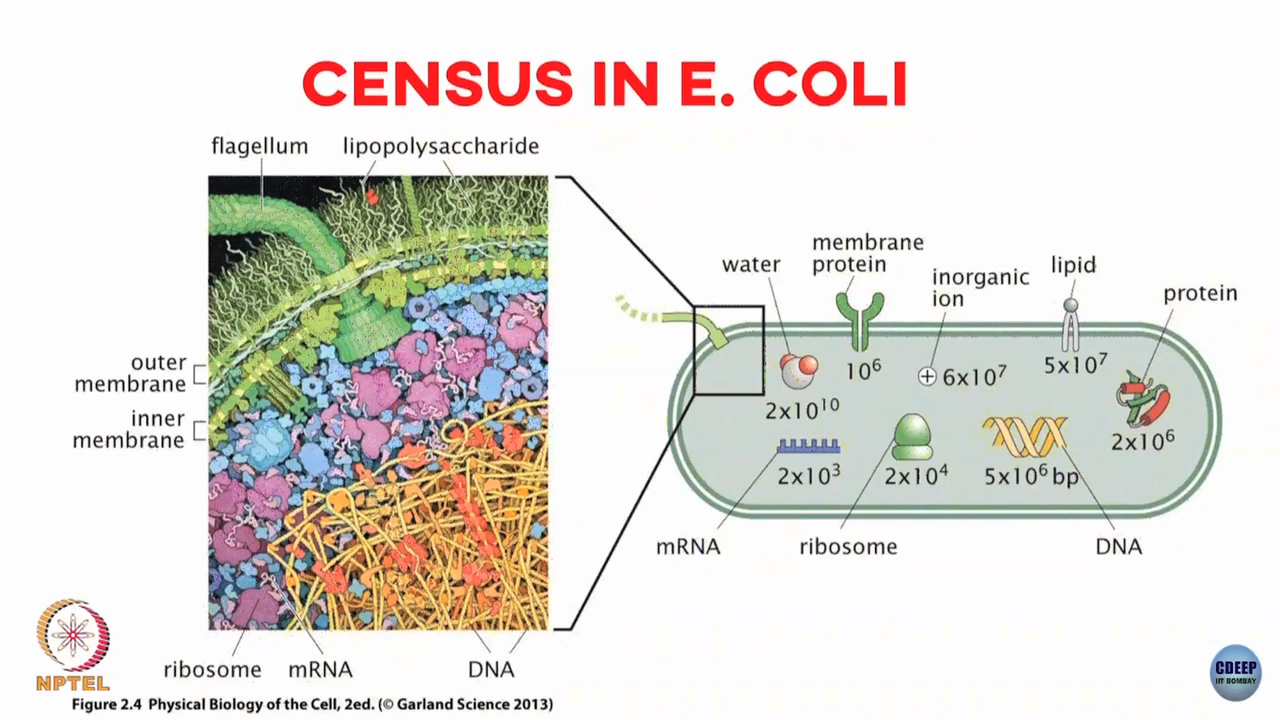 CENSUS IN E. COLI
flagellum
lipopolysaccharide
outer
membrane
inner
membrane
ribosome
mRNA
DNA
water
membrane
protein
inorganic
ion
lipid
protein
10⁶
+ 6x10⁷
5x10⁷
2x10¹⁰
2x10⁶
2x10³
2x10⁴
5x10⁶ bp
mRNA
ribosome
DNA
NPTEL
CDEEP
IIT BOMBAY
Figure 2.4 Physical Biology of the Cell, 2ed. (© Garland Science 2013)